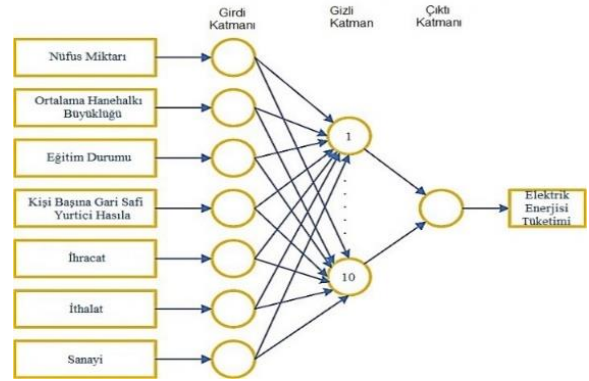 Girdi
Katmanı
Gizli
Katman
Çıktı
Katmanı
Nüfus Miktarı
Ortalama Hanehalkı
Büyüklüğü
Eğitim Durumu
Kişi Başına Gari Safi
Yurtici Hasıla
İhracat
İthalat
Sanayi
1
10
Elektrik
Enerjisi
Tüketimi